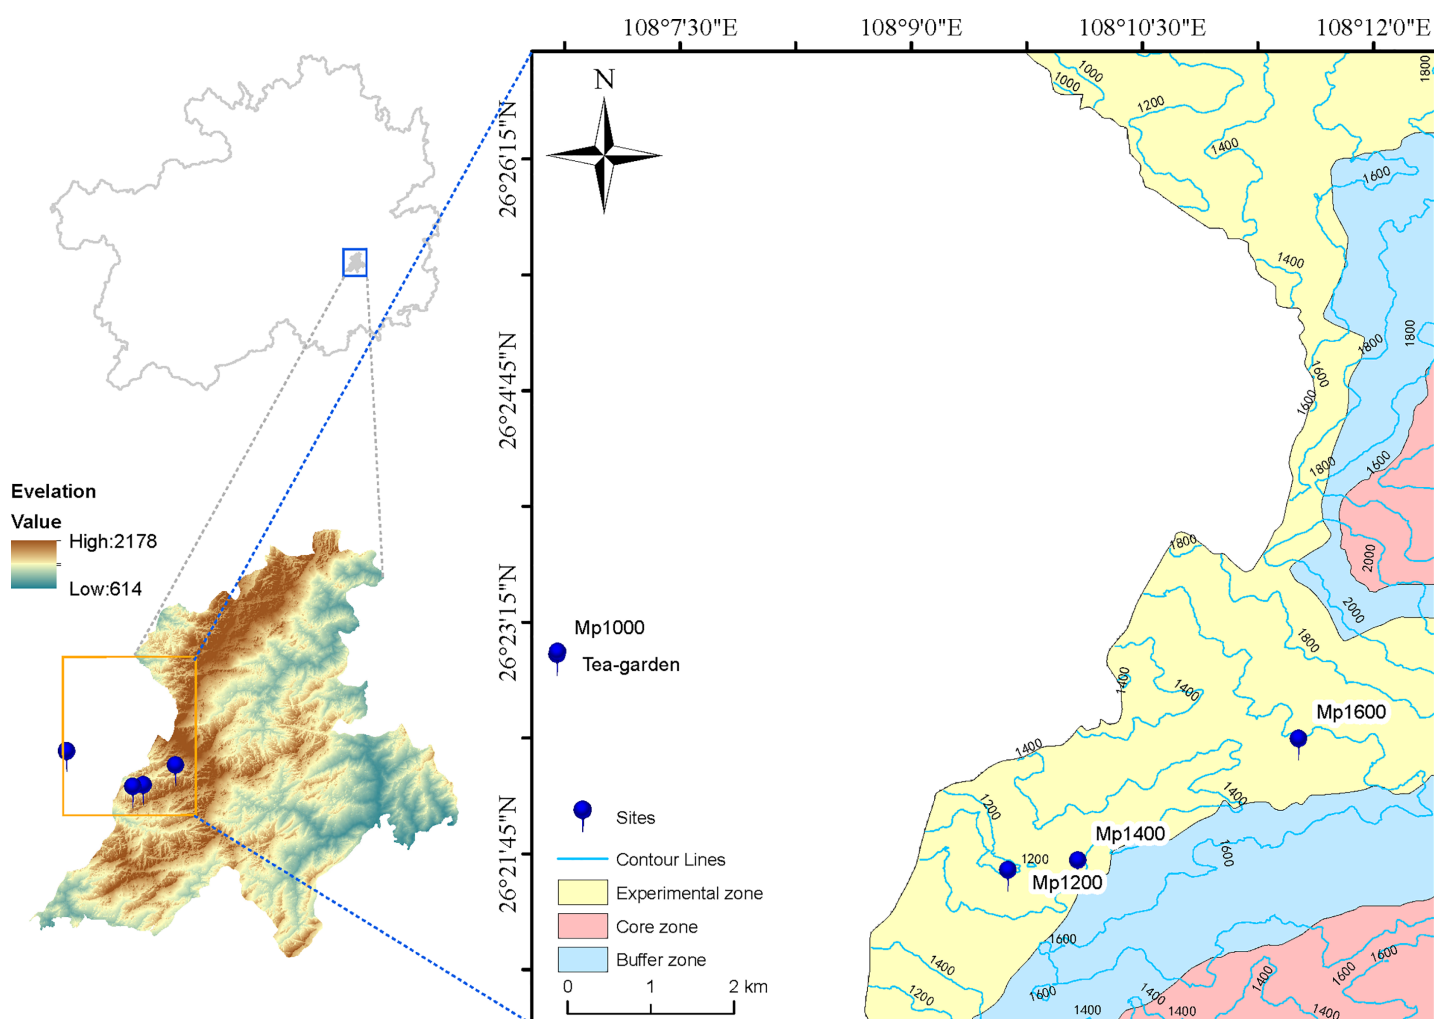 108°7'30"E
108°9'0"E
108°10'30"E
108°12'0"E
N
26°26'15"N
26°24'45"N
26°23'15"N
26°21'45"N
1000
1000
1200
1400
1800
1600
1400
1800
1800
1600
1600
1800
1600
2000
1800
2000
1800
1400
1400
1400
1400
1200
1200
1600
1600
1600
1400
1200
1400
1400
1400
1400
1600
1600
1400
Evelation
Value
High:2178
Low:614
Mp1000
Tea-garden
Mp1600
Mp1400
Mp1200
Sites
Contour Lines
Experimental zone
Core zone
Buffer zone
0 1 2 km